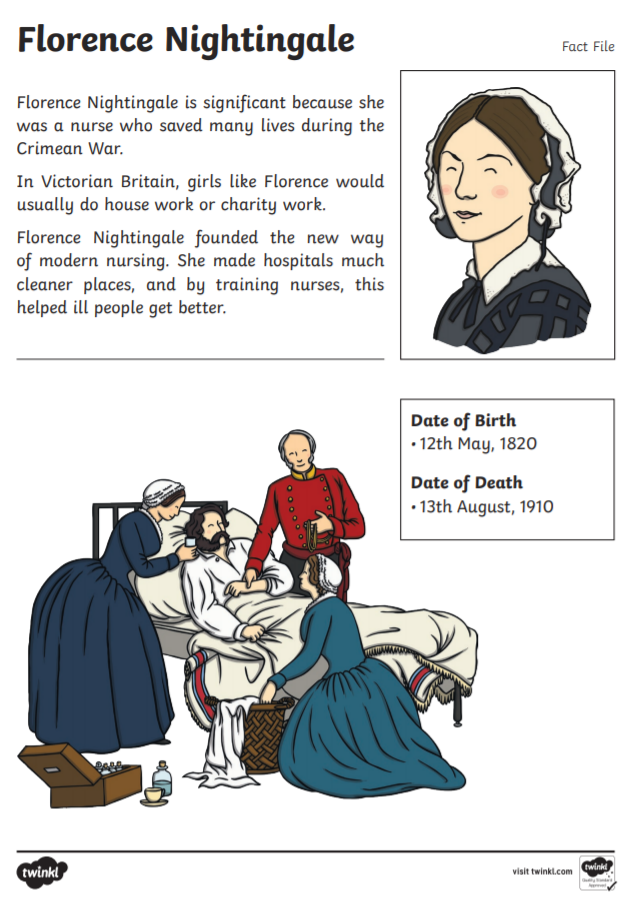 Florence Nightingale
Fact File
Florence Nightingale is significant because she
was a nurse who saved many lives during the
Crimean War.
In Victorian Britain, girls like Florence would
usually do house work or charity work.
Florence Nightingale founded the new way
of modern nursing. She made hospitals much
cleaner places, and by training nurses, this
helped ill people get better.
Date of Birth
• 12th May, 1820
Date of Death
• 13th August, 1910
twinkl
visit twinkl.com
twinkl
Quality Standard
Approved